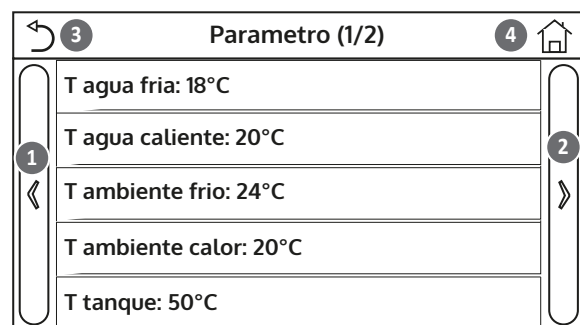 3 Parametro (1/2) 4
T agua fria: 18°C
T agua caliente: 20°C
1
2
T ambiente frio: 24°C
T ambiente calor: 20°C
T tanque: 50°C